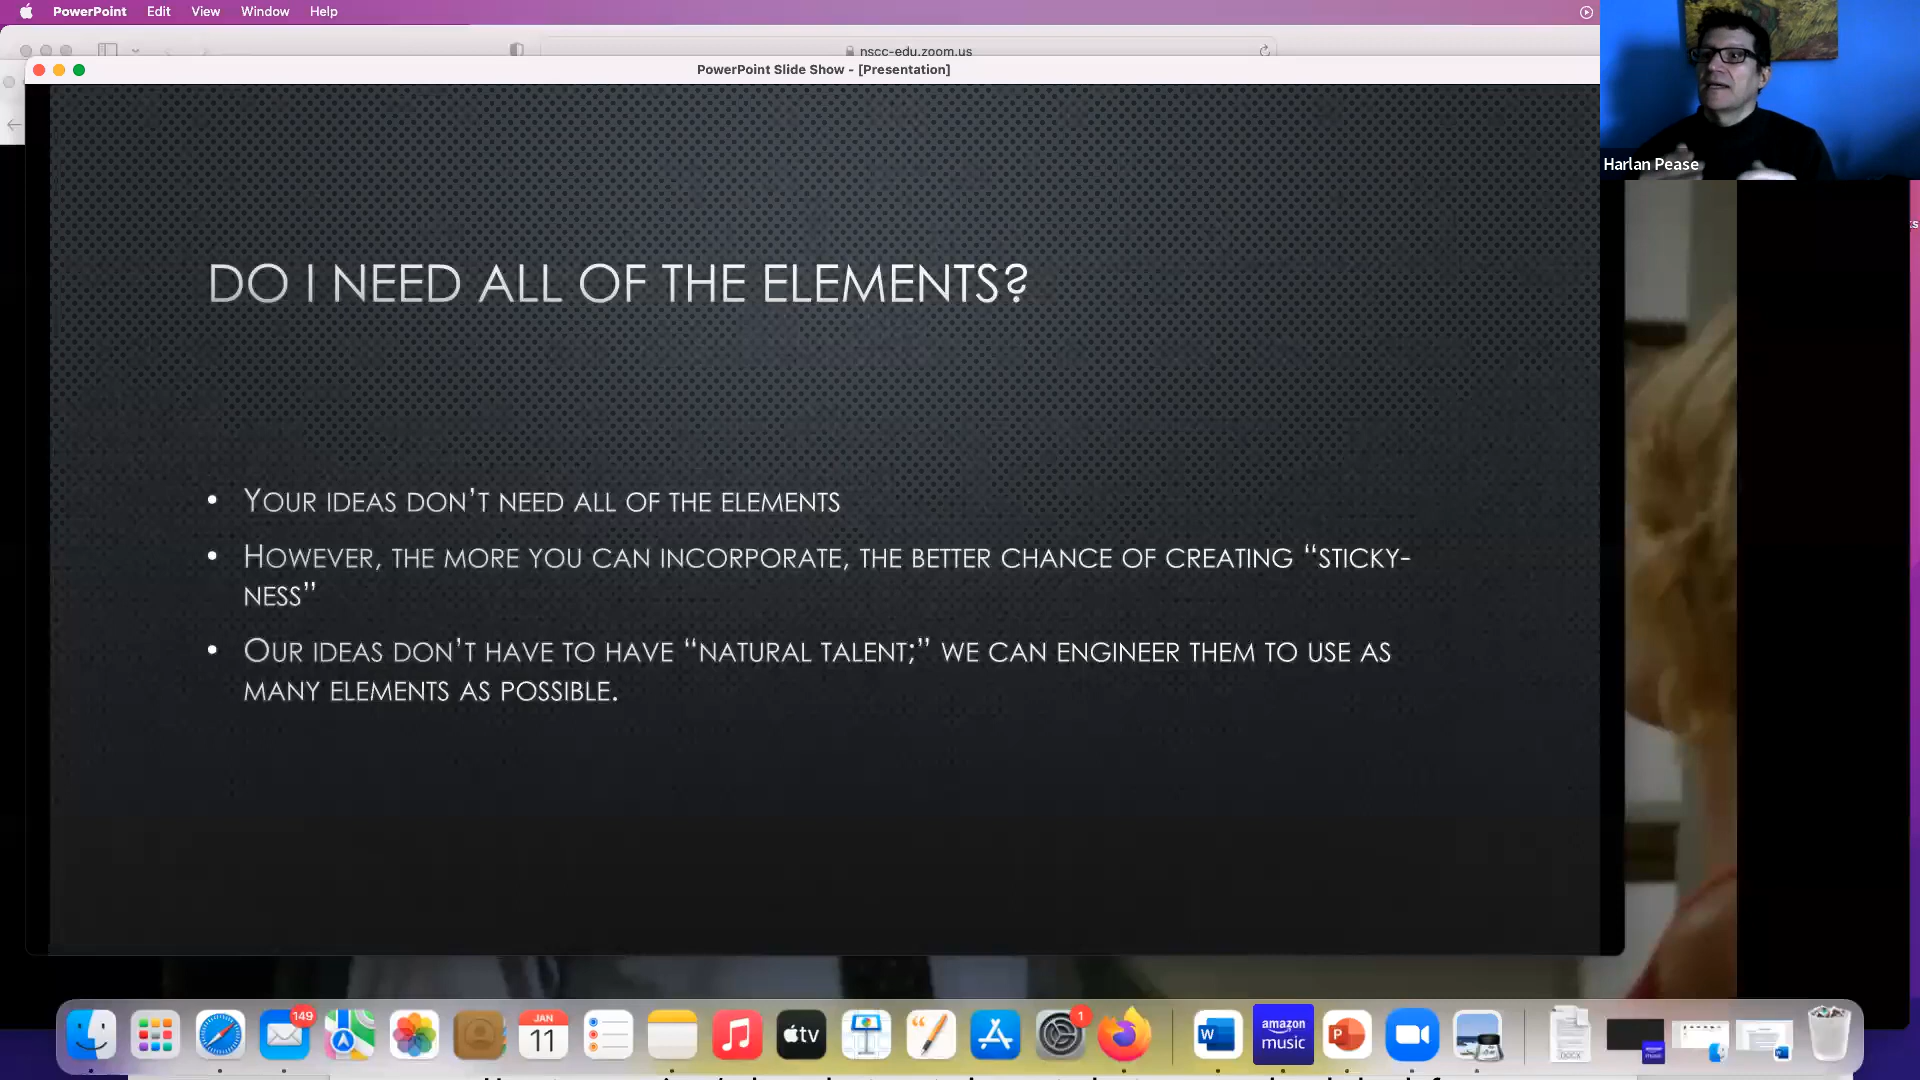 PowerPoint Edit View Window Help
nscc-edu.zoom.us
PowerPoint Slide Show - [Presentation]
Harlan Pease
DO I NEED ALL OF THE ELEMENTS?
• YOUR IDEAS DON’T NEED ALL OF THE ELEMENTS
• HOWEVER, THE MORE YOU CAN INCORPORATE, THE BETTER CHANCE OF CREATING “STICKY-
NESS”
• OUR IDEAS DON’T HAVE TO HAVE “NATURAL TALENT;” WE CAN ENGINEER THEM TO USE AS
MANY ELEMENTS AS POSSIBLE.
149
JAN
11
tv
1
W
amazon
music
P
DOCX